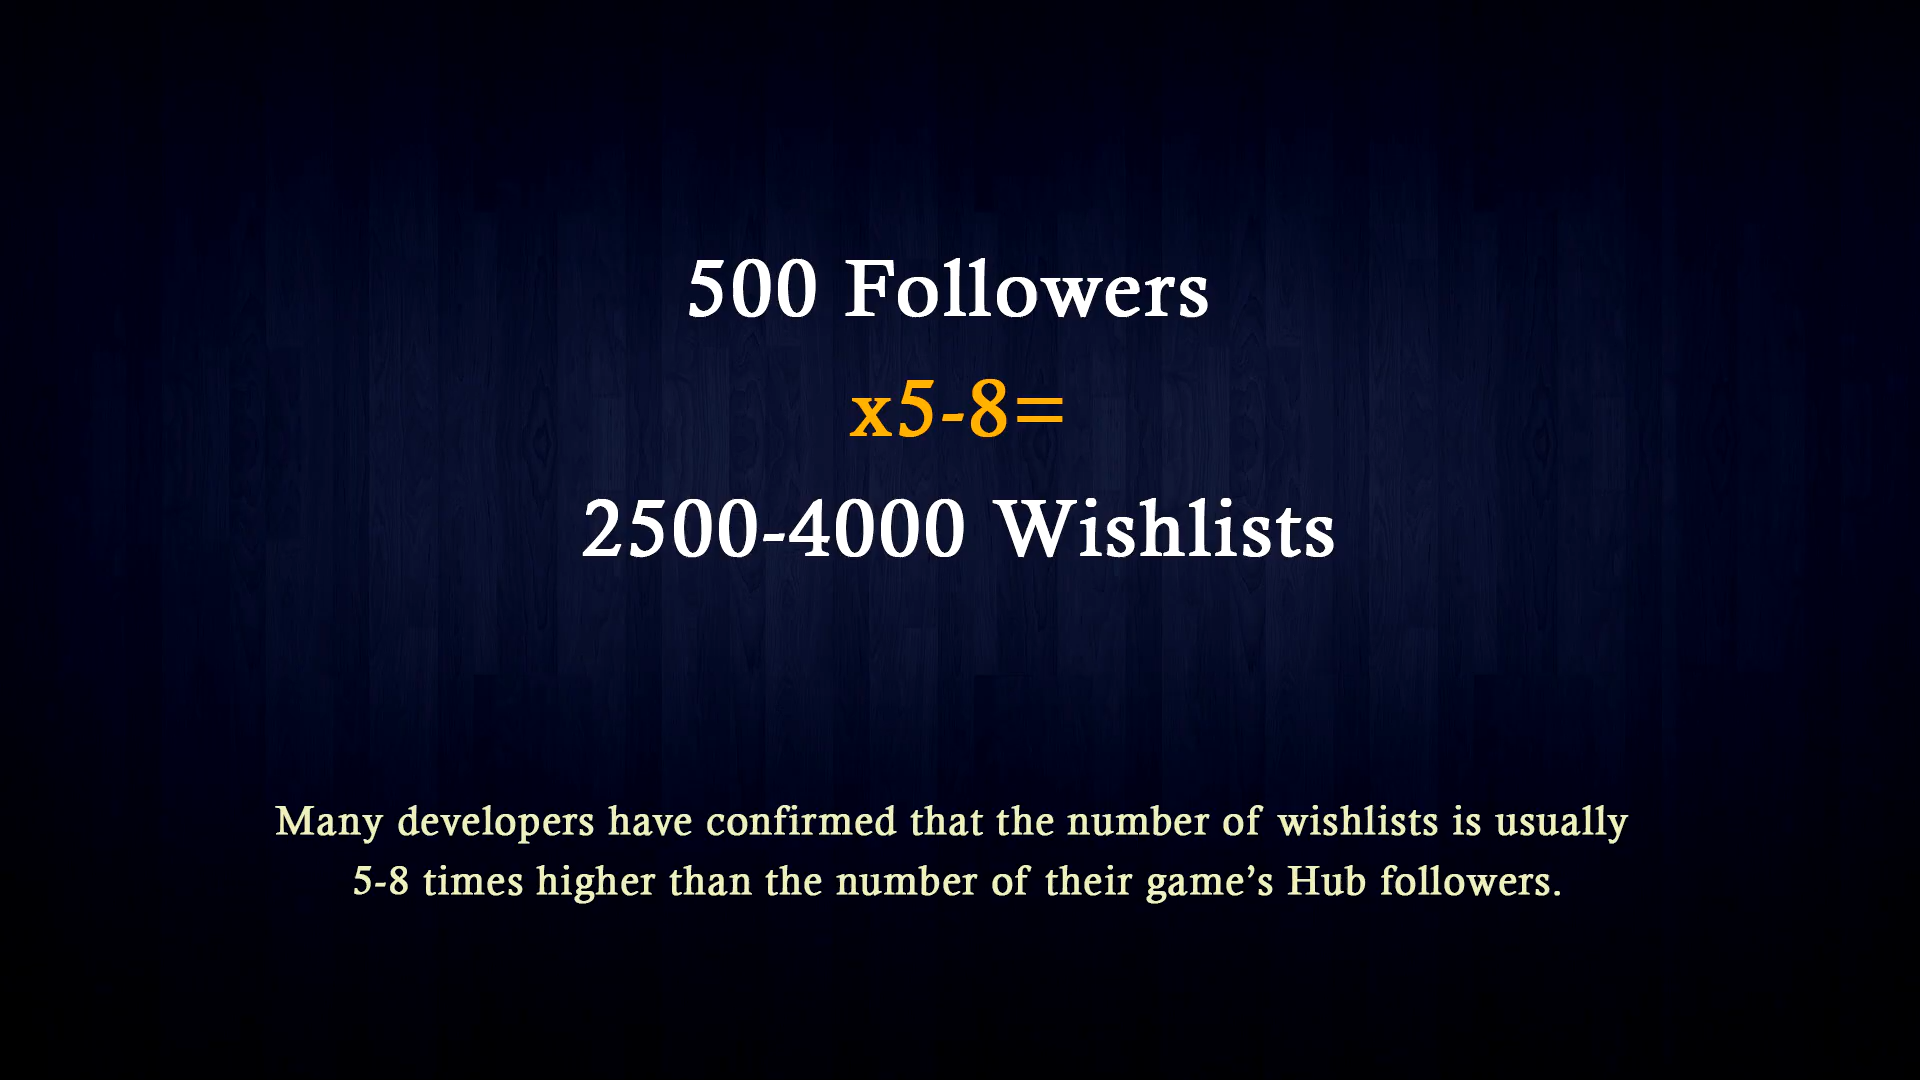 500 Followers
x5-8=
2500-4000 Wishlists
Many developers have confirmed that the number of wishlists is usually
5-8 times higher than the number of their game’s Hub followers.